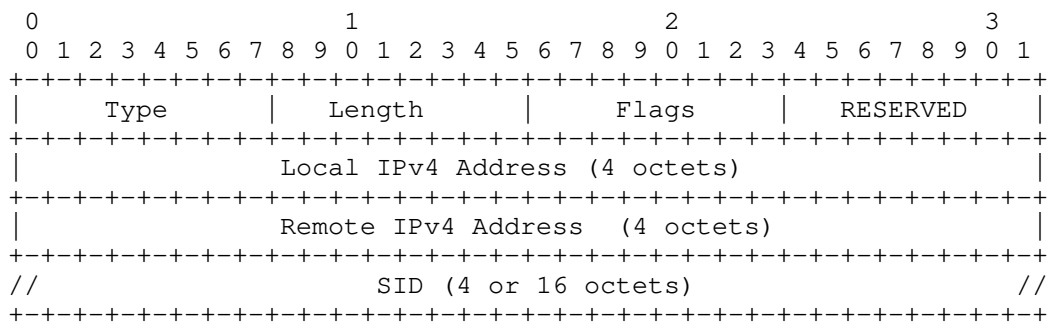 0                   1                   2                   3
 0 1 2 3 4 5 6 7 8 9 0 1 2 3 4 5 6 7 8 9 0 1 2 3 4 5 6 7 8 9 0 1
+-+-+-+-+-+-+-+-+-+-+-+-+-+-+-+-+-+-+-+-+-+-+-+-+-+-+-+-+-+-+-+-+
|     Type      |   Length      |     Flags     |   RESERVED    |
+-+-+-+-+-+-+-+-+-+-+-+-+-+-+-+-+-+-+-+-+-+-+-+-+-+-+-+-+-+-+-+-+
|                Local IPv4 Address (4 octets)                  |
+-+-+-+-+-+-+-+-+-+-+-+-+-+-+-+-+-+-+-+-+-+-+-+-+-+-+-+-+-+-+-+-+
|                Remote IPv4 Address  (4 octets)                |
+-+-+-+-+-+-+-+-+-+-+-+-+-+-+-+-+-+-+-+-+-+-+-+-+-+-+-+-+-+-+-+-+
//                      SID (4 or 16 octets)                    //
+-+-+-+-+-+-+-+-+-+-+-+-+-+-+-+-+-+-+-+-+-+-+-+-+-+-+-+-+-+-+-+-+